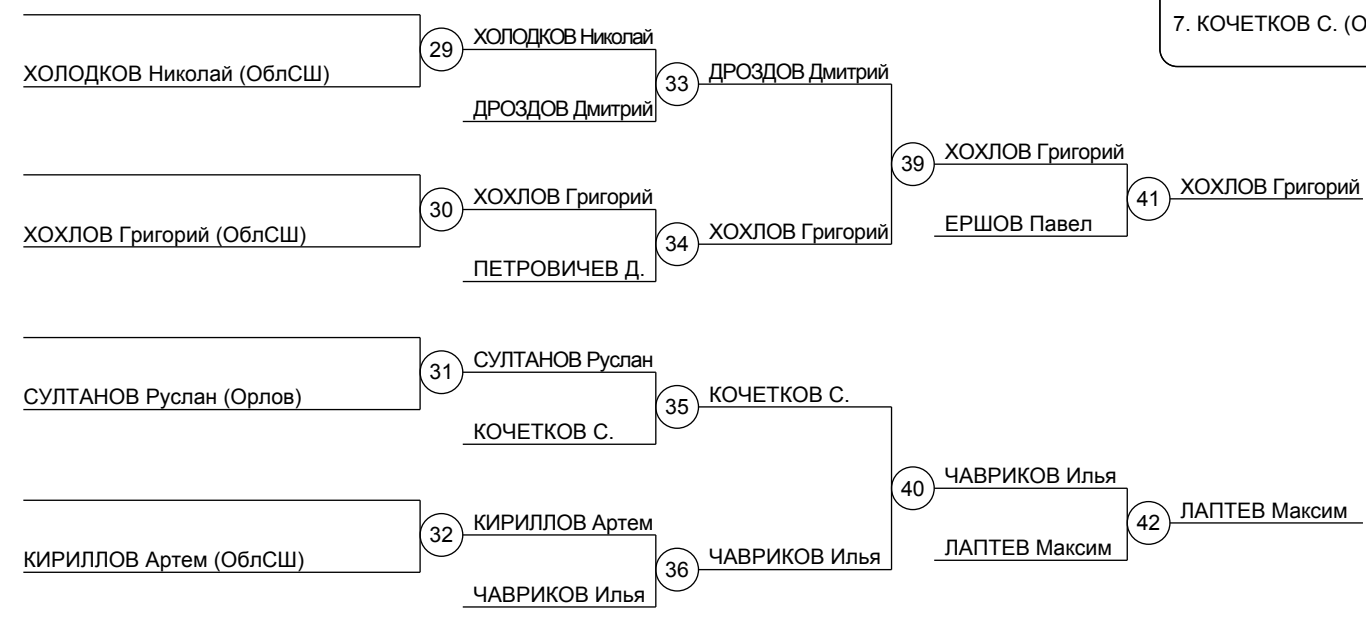 7. КОЧЕТКОВ С. (О
ХОЛОДКОВ Николай (ОблСШ)
29
ХОЛОДКОВ Николай
ДРОЗДОВ Дмитрий
33
ДРОЗДОВ Дмитрий
ХОХЛОВ Григорий (ОблСШ)
30
ХОХЛОВ Григорий
ПЕТРОВИЧЕВ Д.
34
ХОХЛОВ Григорий
39
ХОХЛОВ Григорий
ЕРШОВ Павел
41
ХОХЛОВ Григорий
СУЛТАНОВ Руслан (Орлов)
31
СУЛТАНОВ Руслан
КОЧЕТКОВ С.
35
КОЧЕТКОВ С.
КИРИЛЛОВ Артем (ОблСШ)
32
КИРИЛЛОВ Артем
ЧАВРИКОВ Илья
36
ЧАВРИКОВ Илья
40
ЧАВРИКОВ Илья
ЛАПТЕВ Максим
42
ЛАПТЕВ Максим